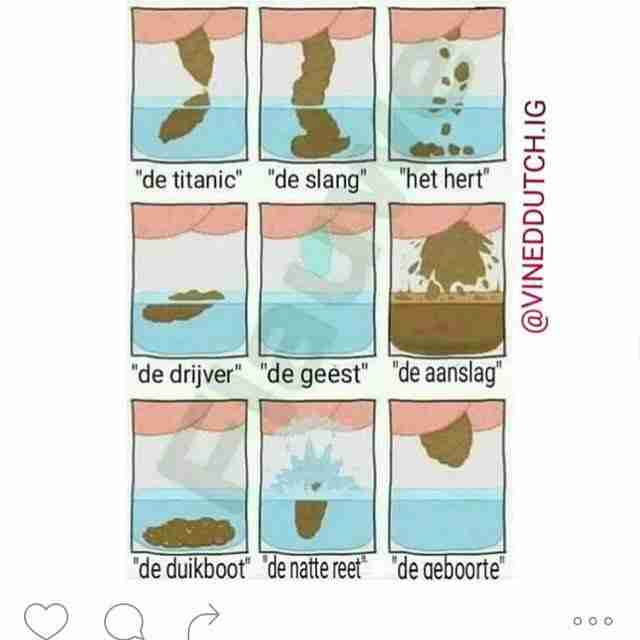 "de titanic" "de slang" "het hert"
@VINEDDUTCH.IG
"de drijver" "de geest" "de aanslag"
"de duikboot" "de natte reet" "de geboorte"